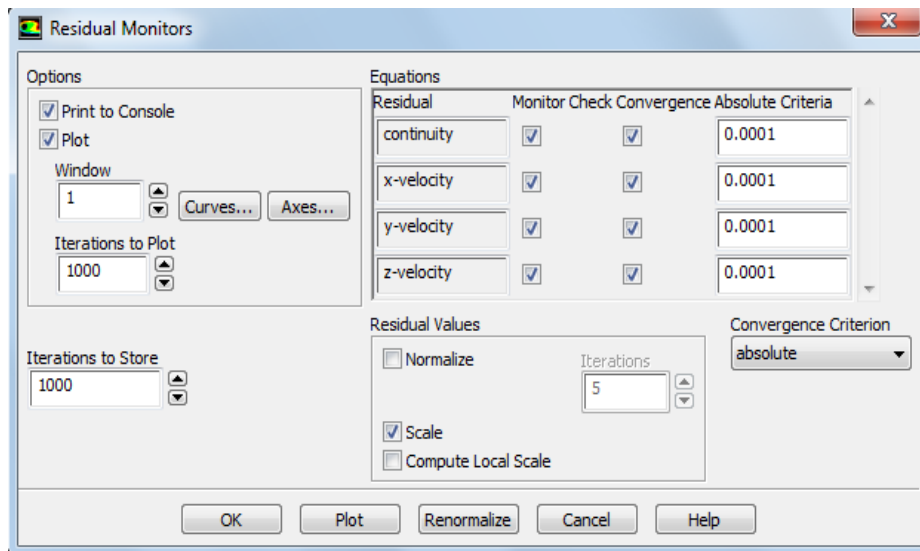 Residual Monitors
Options
Print to Console
Plot
Window
1
Curves...
Axes...
Iterations to Plot
1000
Iterations to Store
1000
Equations
Residual Monitor Check Convergence Absolute Criteria
continuity 0.0001
x-velocity 0.0001
y-velocity 0.0001
z-velocity 0.0001
Residual Values
Normalize
Iterations
5
Scale
Compute Local Scale
Convergence Criterion
absolute
OK Plot Renormalize Cancel Help